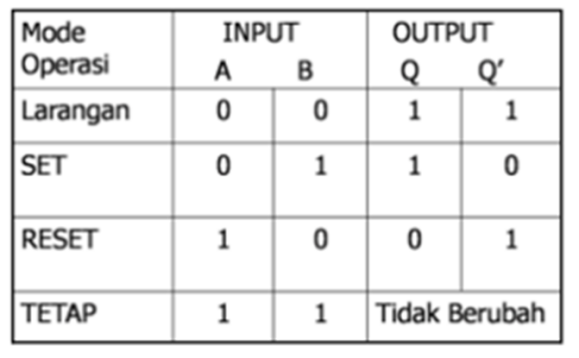 Mode Operasi INPUT OUTPUT
A B Q Q'
Larangan 0 0 1 1
SET 0 1 1 0
RESET 1 0 0 1
TETAP 1 1 Tidak Berubah